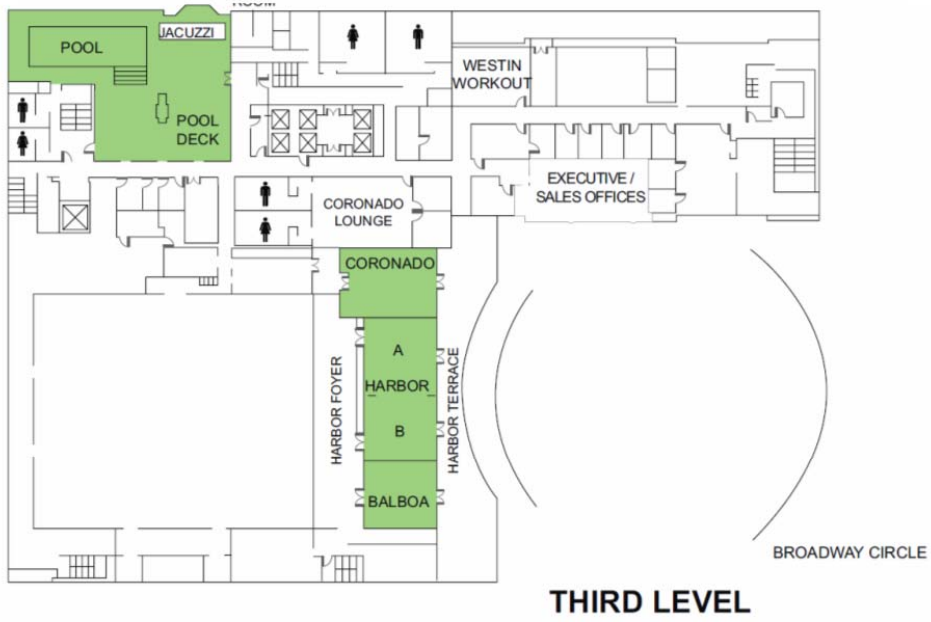 ROOM
JACUZZI
POOL
POOL
DECK
WESTIN
WORKOUT
EXECUTIVE /
SALES OFFICES
CORONADO
LOUNGE
CORONADO
A
HARBOR
B
BALBOA
HARBOR FOYER
HARBOR TERRACE
BROADWAY CIRCLE
THIRD LEVEL